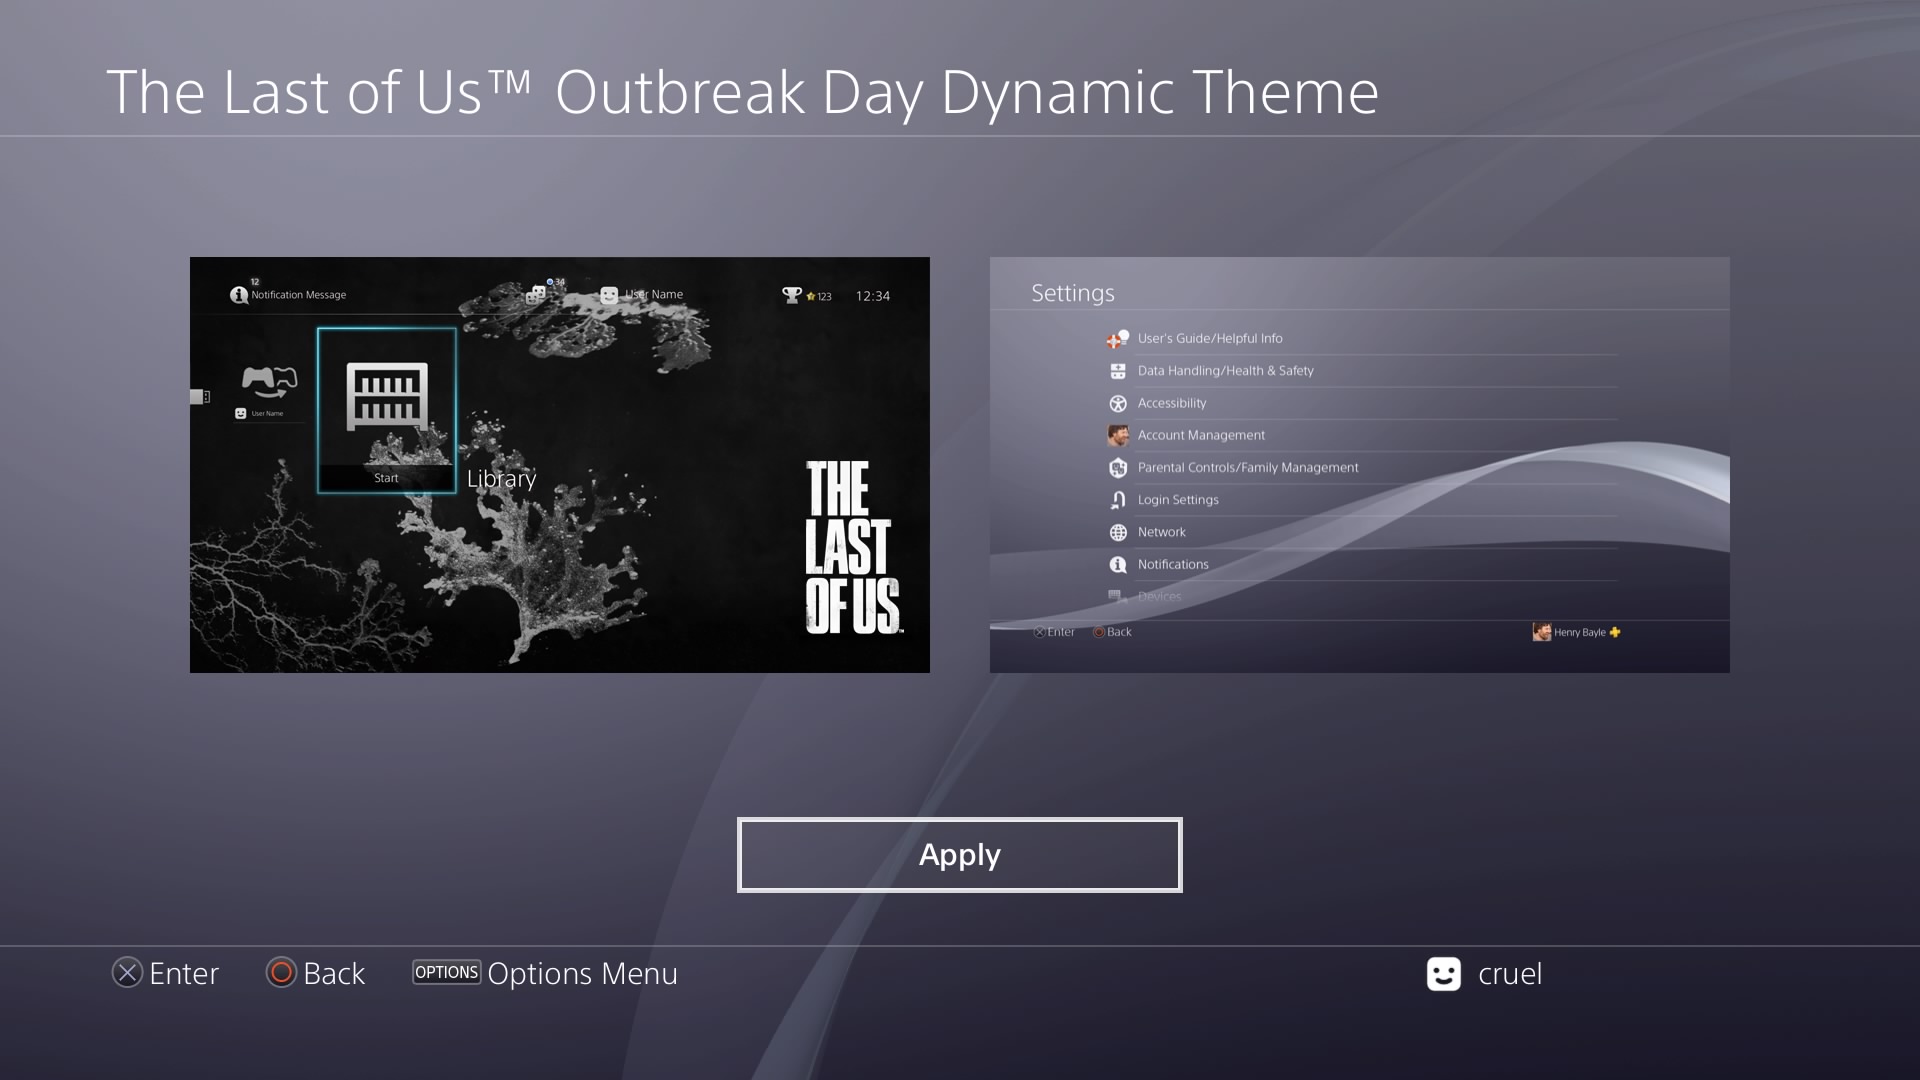 The Last of Us™ Outbreak Day Dynamic Theme
12
Notification Message
34
User Name
123
12:34
User Name
Start
Library
THE
LAST
OF US™
Settings
User's Guide/Helpful Info
Data Handling/Health & Safety
Accessibility
Account Management
Parental Controls/Family Management
Login Settings
Network
Notifications
Devices
Enter
Back
Henry Bayle
Apply
Enter
Back
OPTIONS Options Menu
cruel